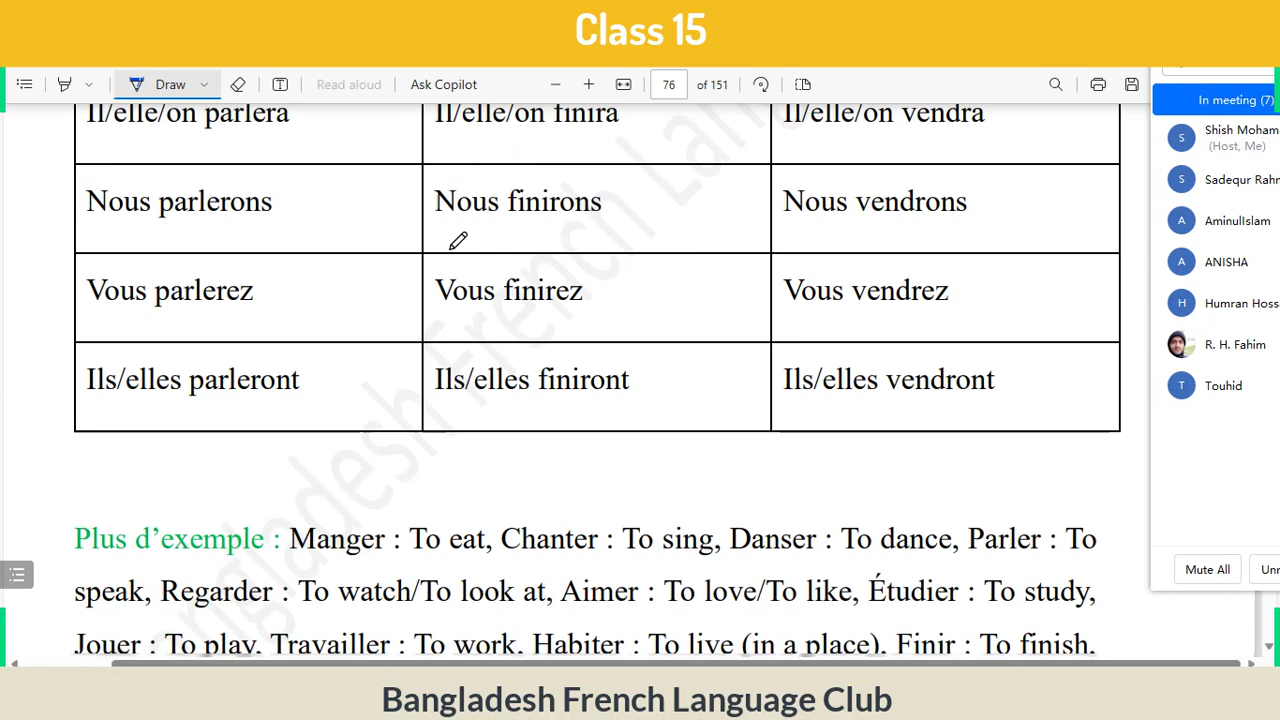 Class 15
Draw
Read aloud
Ask Copilot
76 of 151
In meeting (7)
Shish Moham
(Host, Me)
Sadequr Rahr
AminulIslam
ANISHA
Humran Hoss
R. H. Fahim
Touhid
Mute All
Il/elle/on parlera Il/elle/on finira Il/elle/on vendra
Nous parlerons Nous finirons Nous vendrons
Vous parlerez Vous finirez Vous vendrez
Ils/elles parleront Ils/elles finiront Ils/elles vendront
Plus d’exemple : Manger : To eat, Chanter : To sing, Danser : To dance, Parler : To
speak, Regarder : To watch/To look at, Aimer : To love/To like, Étudier : To study,
Jouer : To play, Travailler : To work, Habiter : To live (in a place), Finir : To finish,
Bangladesh French Language Club